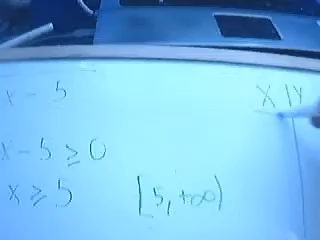 x - 5
x - 5 ≥ 0
x ≥ 5 [5, +∞)
X | Y